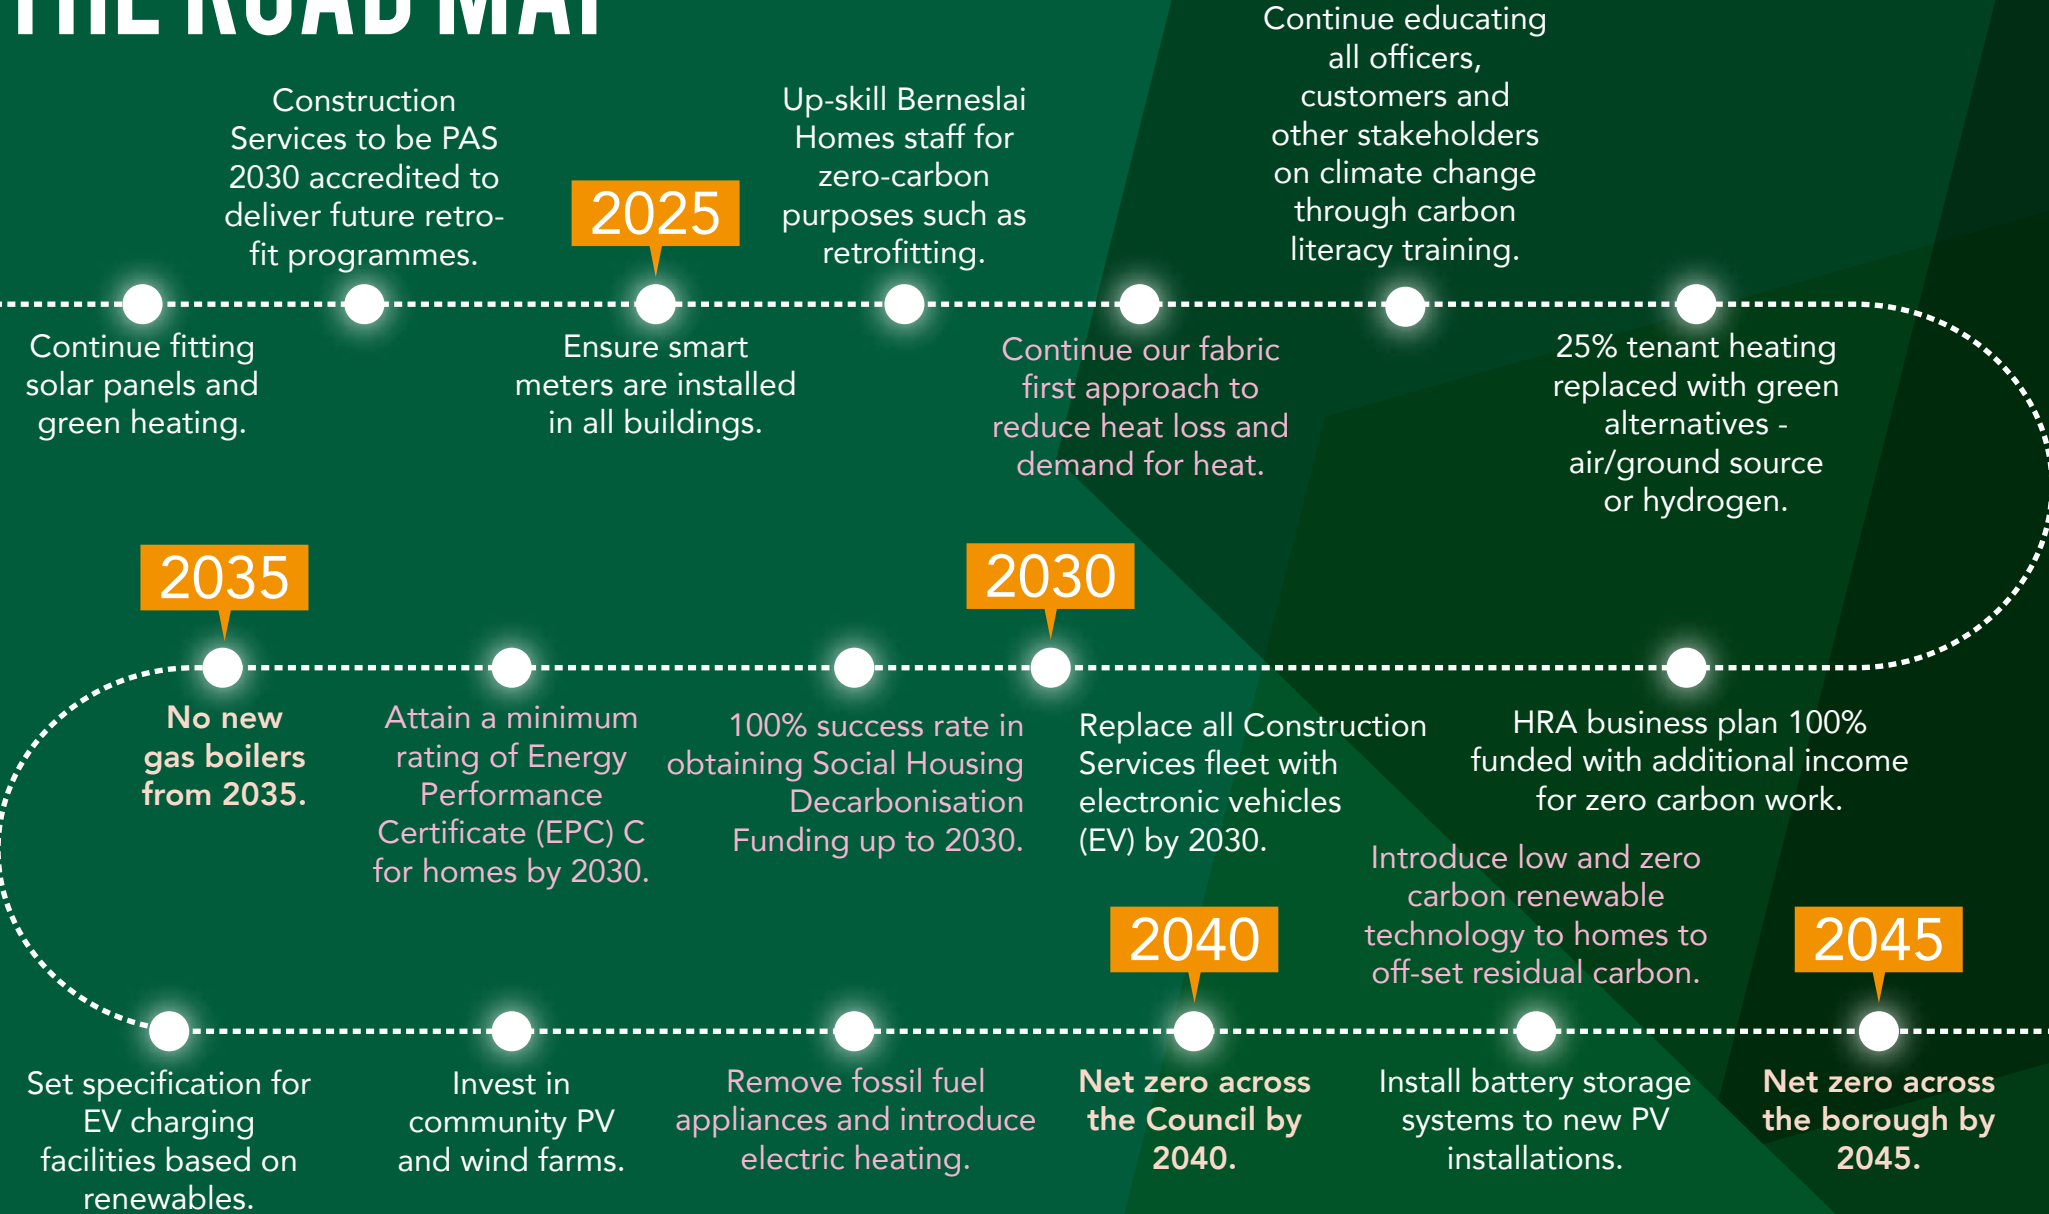 THE ROAD MAP
Continue fitting
solar panels and
green heating.
Construction
Services to be PAS
2030 accredited to
deliver future retro-
fit programmes.
2025
Ensure smart
meters are installed
in all buildings.
Up-skill Berneslai
Homes staff for
zero-carbon
purposes such as
retrofitting.
Continue our fabric
first approach to
reduce heat loss and
demand for heat.
Continue educating
all officers,
customers and
other stakeholders
on climate change
through carbon
literacy training.
25% tenant heating
replaced with green
alternatives -
air/ground source
or hydrogen.
HRA business plan 100%
funded with additional income
for zero carbon work.
2030
Replace all Construction
Services fleet with
electronic vehicles
(EV) by 2030.
100% success rate in
obtaining Social Housing
Decarbonisation
Funding up to 2030.
Attain a minimum
rating of Energy
Performance
Certificate (EPC) C
for homes by 2030.
2035
No new
gas boilers
from 2035.
Set specification for
EV charging
facilities based on
renewables.
Invest in
community PV
and wind farms.
Remove fossil fuel
appliances and introduce
electric heating.
2040
Net zero across
the Council by
2040.
Introduce low and zero
carbon renewable
technology to homes to
off-set residual carbon.
Install battery storage
systems to new PV
installations.
2045
Net zero across
the borough by
2045.